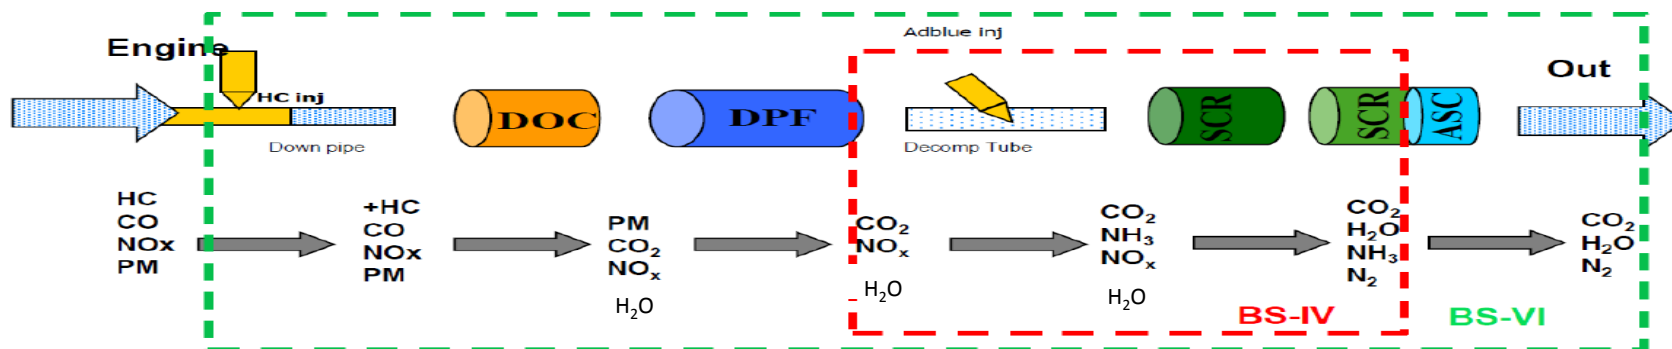 Engine
HC inj
Down pipe
DOC
DPF
Adblue inj
Decomp Tube
SCR
SCR
ASC
Out
HC
CO
NOx
PM
+HC
CO
NOx
PM
PM
CO₂
NOₓ
H₂O
CO₂
NOₓ
H₂O
CO₂
NH₃
NOₓ
H₂O
CO₂
H₂O
NH₃
N₂
CO₂
H₂O
N₂
BS-IV
BS-VI